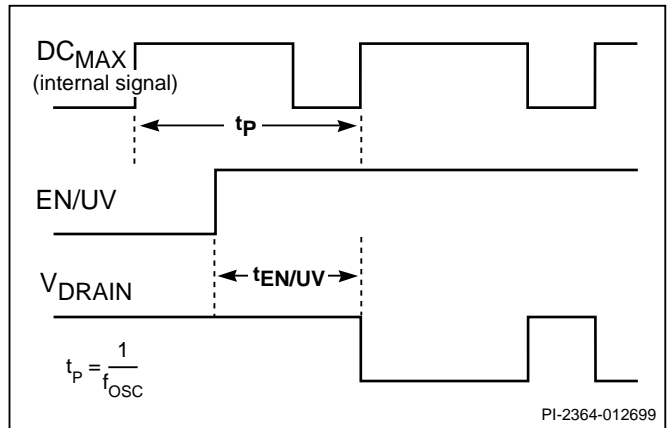 DCMAX
(internal signal)
tP
EN/UV
tEN/UV
VDRAIN
tP = 1
fOSC
PI-2364-012699